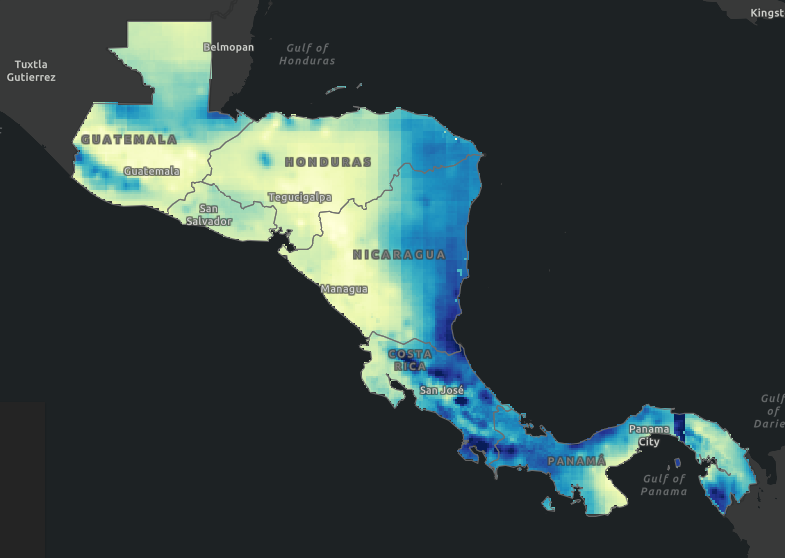 Kingst
Belmopan
Gulf of
Honduras
Tuxtla
Gutierrez
GUATEMALA
Guatemala
HONDURAS
Tegucigalpa
San
Salvador
NICARAGUA
Managua
COSTA
RICA
San José
Gulf
of
Darie
Panama
City
PANAMÁ
Gulf of
Panama